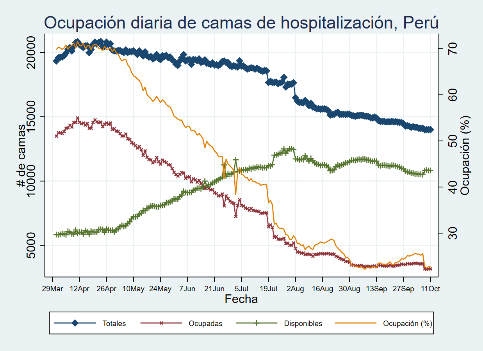 Ocupación diaria de camas de hospitalización, Perú
# de camas
20000
15000
10000
5000
70
60
50
40
30
Ocupación (%)
29Mar 12Apr 26Apr 10May 24May 7Jun 21Jun 5Jul 19Jul 2Aug 16Aug 30Aug 13Sep 27Sep 11Oct
Fecha
Totales Ocupadas Disponibles Ocupación (%)